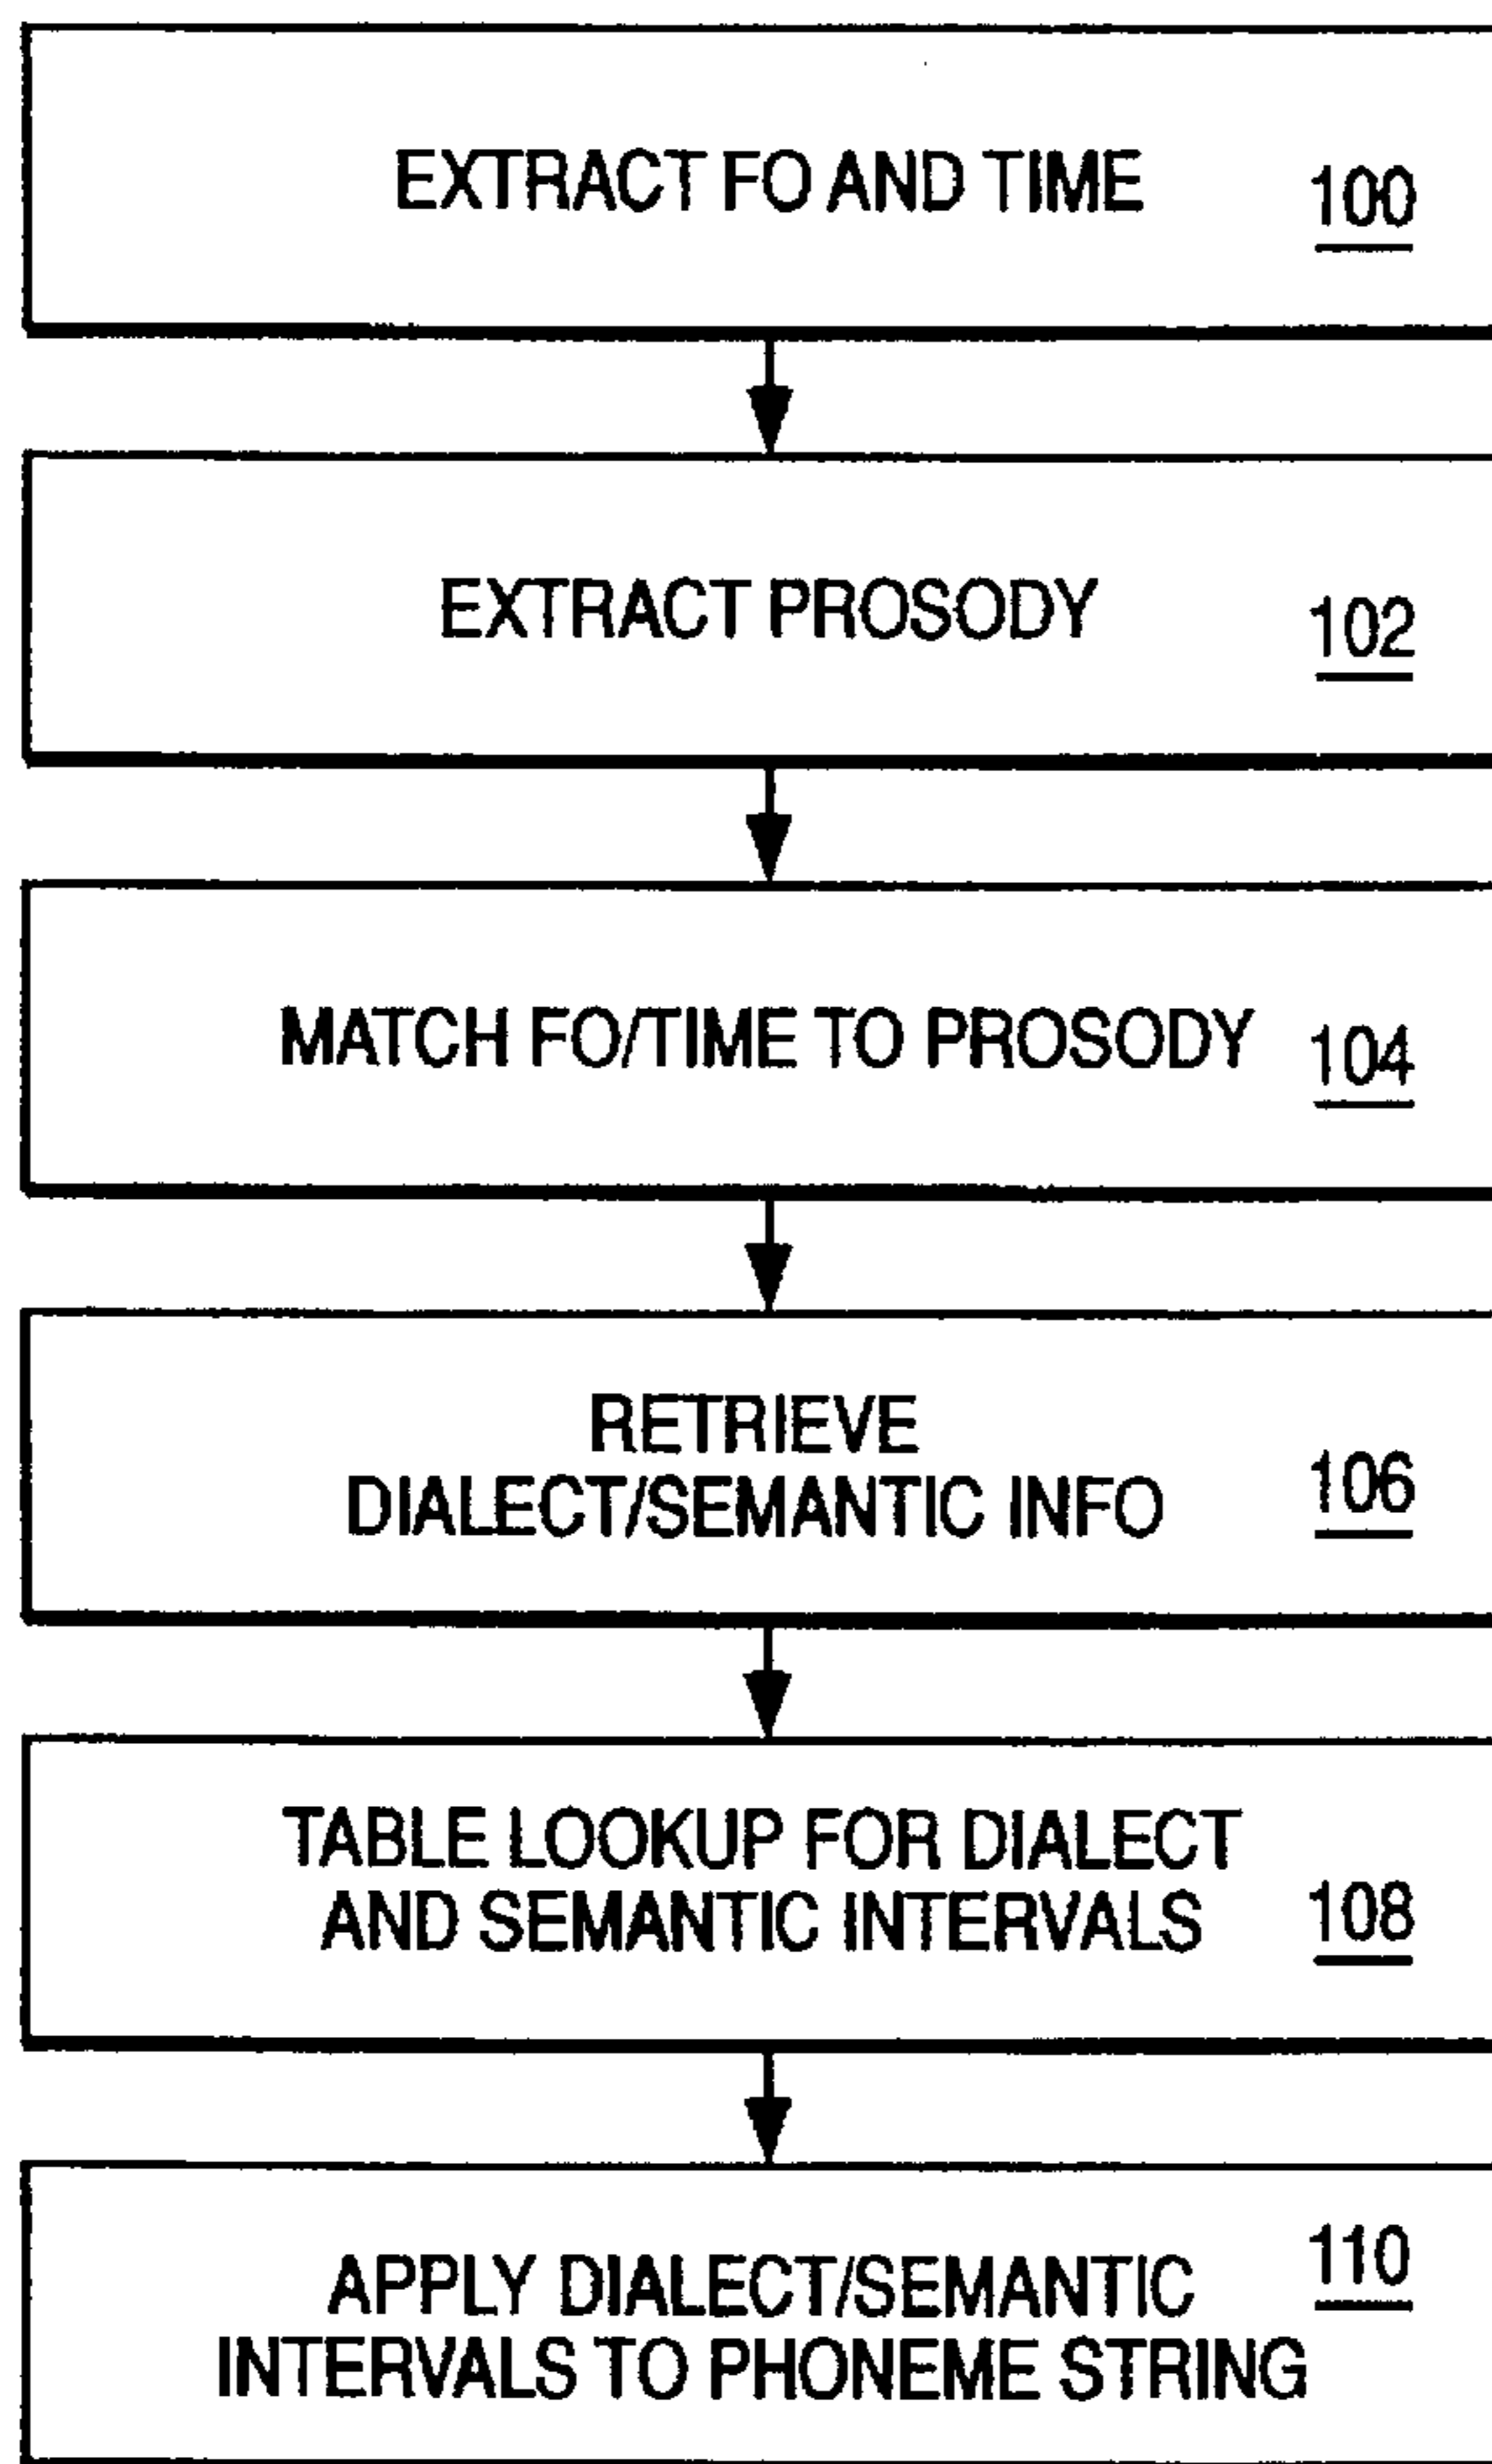 EXTRACT FO AND TIME
100
EXTRACT PROSODY
102
MATCH FO/TIME TO PROSODY
104
RETRIEVE
DIALECT/SEMANTIC INFO
106
TABLE LOOKUP FOR DIALECT
AND SEMANTIC INTERVALS
108
110
APPLY DIALECT/SEMANTIC
INTERVALS TO PHONEME STRING